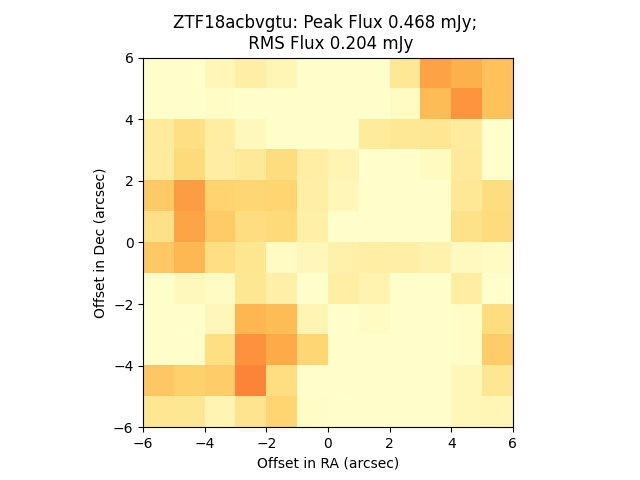 ZTF18acbvgtu: Peak Flux 0.468 mJy;
RMS Flux 0.204 mJy
6
4
2
0
−2
−4
−6
Offset in Dec (arcsec)
−6 −4 −2 0 2 4 6
Offset in RA (arcsec)